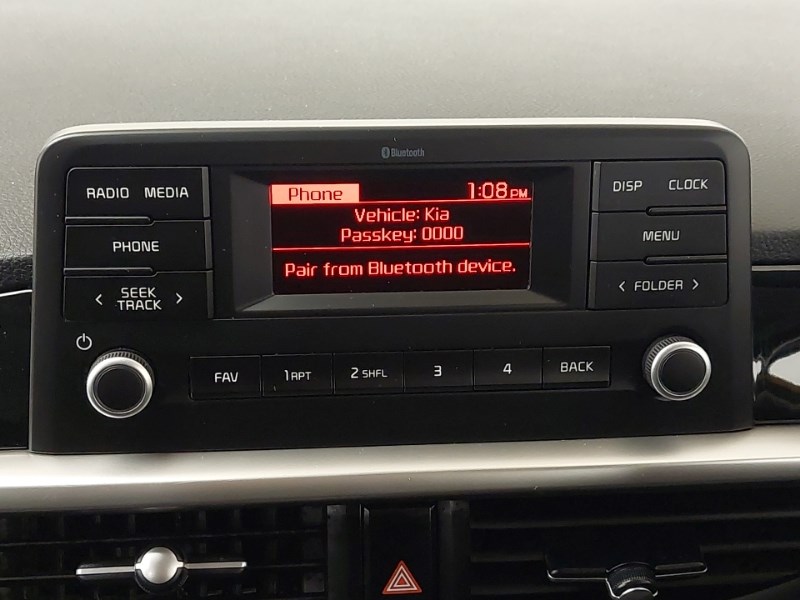 Bluetooth
RADIO MEDIA
PHONE
< SEEK >
TRACK
Phone 1:08 PM
Vehicle: Kia
Passkey: 0000
Pair from Bluetooth device.
DISP CLOCK
MENU
< FOLDER >
FAV 1 RPT 2 SHFL 3 4 BACK